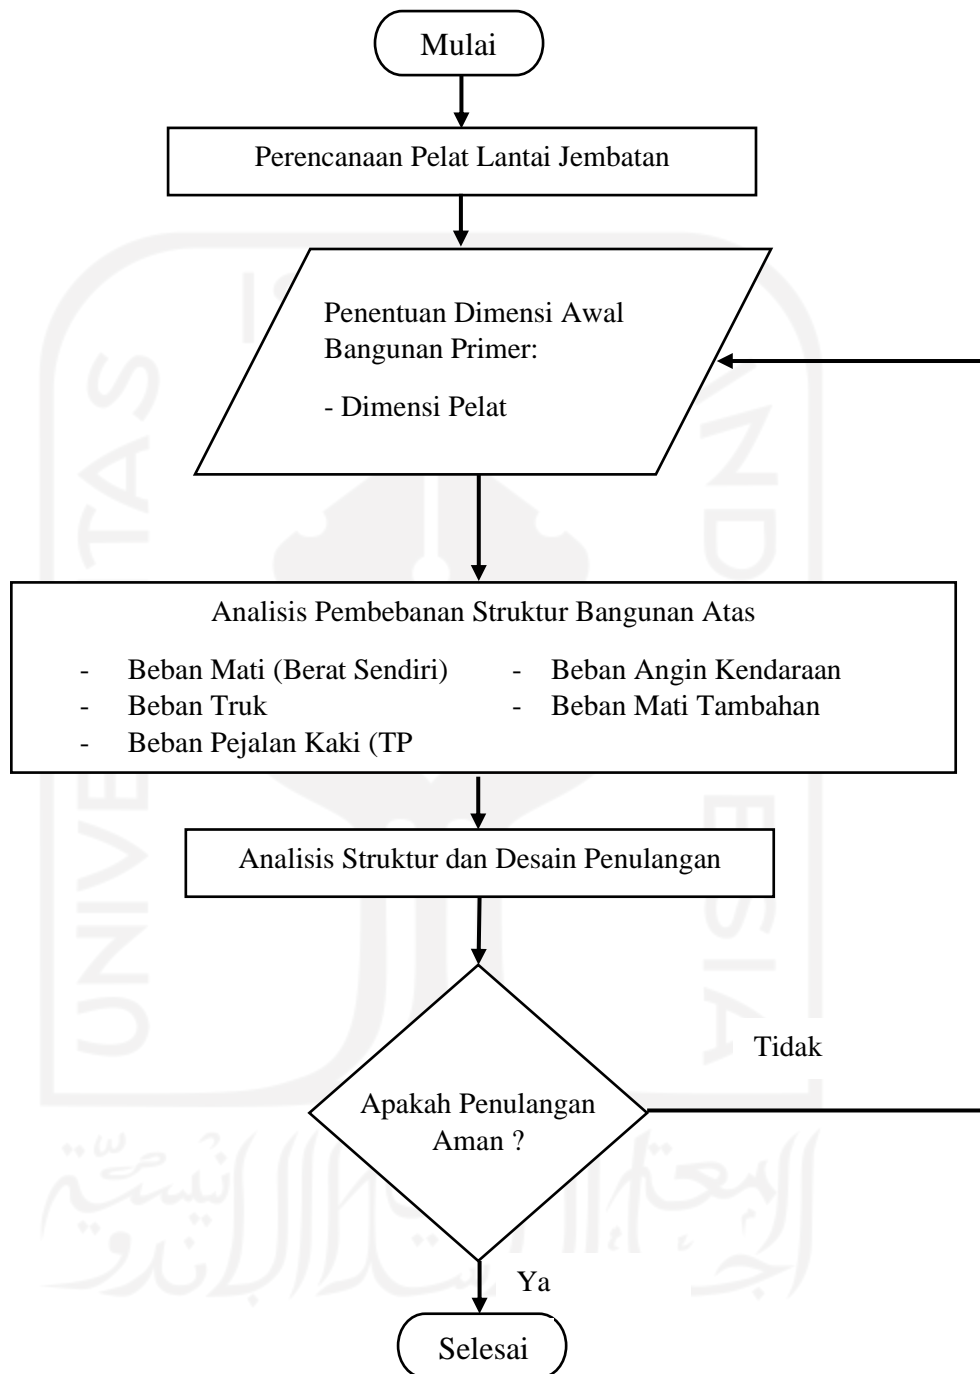 Mulai
Perencanaan Pelat Lantai Jembatan
Penentuan Dimensi Awal
Bangunan Primer:
- Dimensi Pelat
Analisis Pembebanan Struktur Bangunan Atas
- Beban Mati (Berat Sendiri)
- Beban Truk
- Beban Pejalan Kaki (TP
- Beban Angin Kendaraan
- Beban Mati Tambahan
Analisis Struktur dan Desain Penulangan
Tidak
Apakah Penulangan
Aman ?
Ya
Selesai